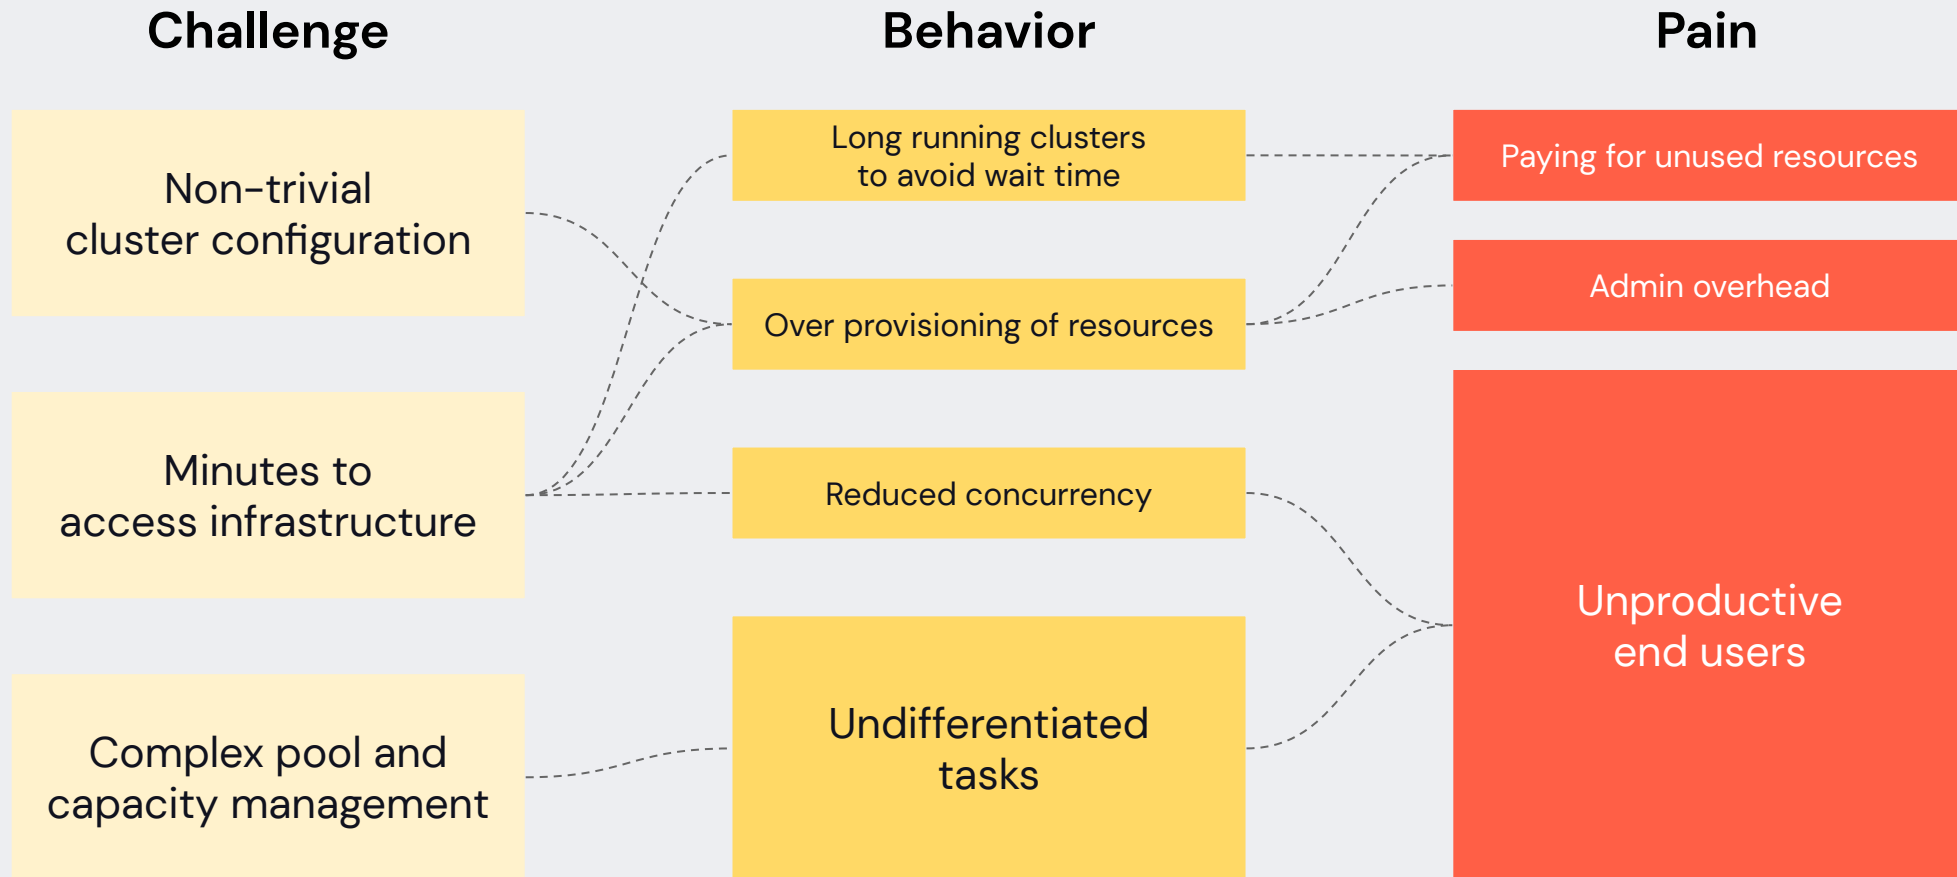 Challenge
Behavior
Pain
Non-trivial
cluster configuration
Minutes to
access infrastructure
Complex pool and
capacity management
Long running clusters
to avoid wait time
Over provisioning of resources
Reduced concurrency
Undifferentiated
tasks
Paying for unused resources
Admin overhead
Unproductive
end users